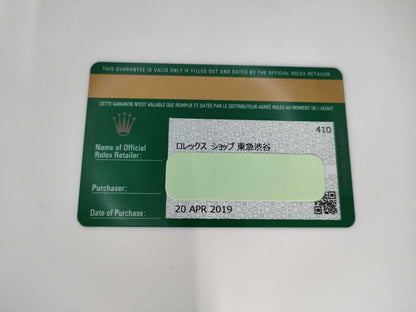 THIS GUARANTEE IS VALID ONLY IF FILLED OUT AND DATED BY THE OFFICIAL ROLEX RETAILER.
CETTE GARANTIE N'EST VALABLE QUE REMPLIE ET DATÉE PAR LE DISTRIBUTEUR AGRÉÉ ROLEX AU MOMENT DE L'ACHAT.
410
Name of Official
Rolex Retailer:
ロレックス ショップ 東急渋谷
Purchaser:
Date of Purchase:
20 APR 2019